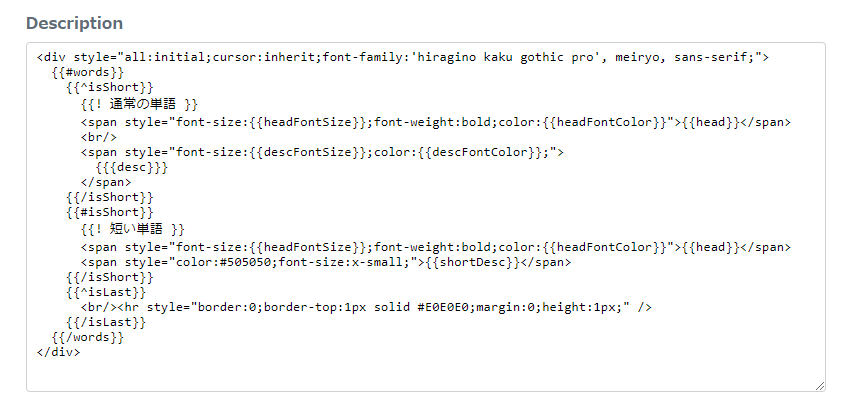 Description
<div style="all:initial;cursor:inherit;font-family:'hiragino kaku gothic pro', meiryo, sans-serif;">
  {{#words}}
    {{^isShort}}
      {{! 通常の単語 }}
      <span style="font-size:{{headFontSize}};font-weight:bold;color:{{headFontColor}}">{{head}}</span>
      <br/>
      <span style="font-size:{{descFontSize}};color:{{descFontColor}};">
        {{{desc}}}
      </span>
    {{/isShort}}
    {{#isShort}}
      {{! 短い単語 }}
      <span style="font-size:{{headFontSize}};font-weight:bold;color:{{headFontColor}}">{{head}}</span>
      <span style="color:#505050;font-size:x-small;">{{shortDesc}}</span>
    {{/isShort}}
    {{^isLast}}
      <br/><hr style="border:0;border-top:1px solid #E0E0E0;margin:0;height:1px;" />
    {{/isLast}}
  {{/words}}
</div>